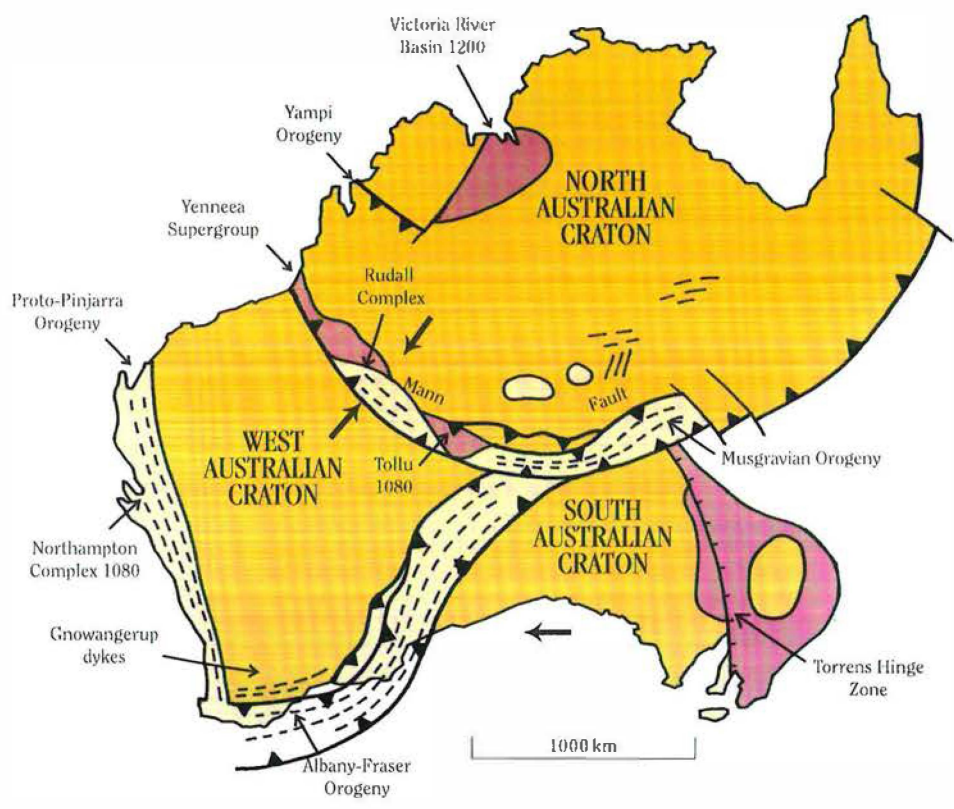 Victoria River
Basin 1200
Yampi
Orogeny
NORTH
AUSTRALIAN
CRATON
Yenneea
Supergroup
Rudall
Complex
Proto-Pinjarra
Orogeny
Mann
Fault
WEST
AUSTRALIAN
CRATON
Tollu
1080
Musgravian Orogeny
SOUTH
AUSTRALIAN
CRATON
Northampton
Complex 1080
Gnowangerup
dykes
Torrens Hinge
Zone
1000 km
Albany-Fraser
Orogeny